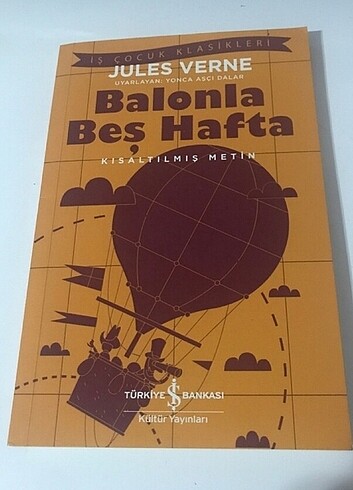 İŞ ÇOCUK KLASİKLERİ
JULES VERNE
UYARLAYAN: YONCA AŞÇI DALAR
Balonla
Beş Hafta
KISALTILMIŞ METİN
TÜRKİYE İŞ BANKASI
Kültür Yayınları